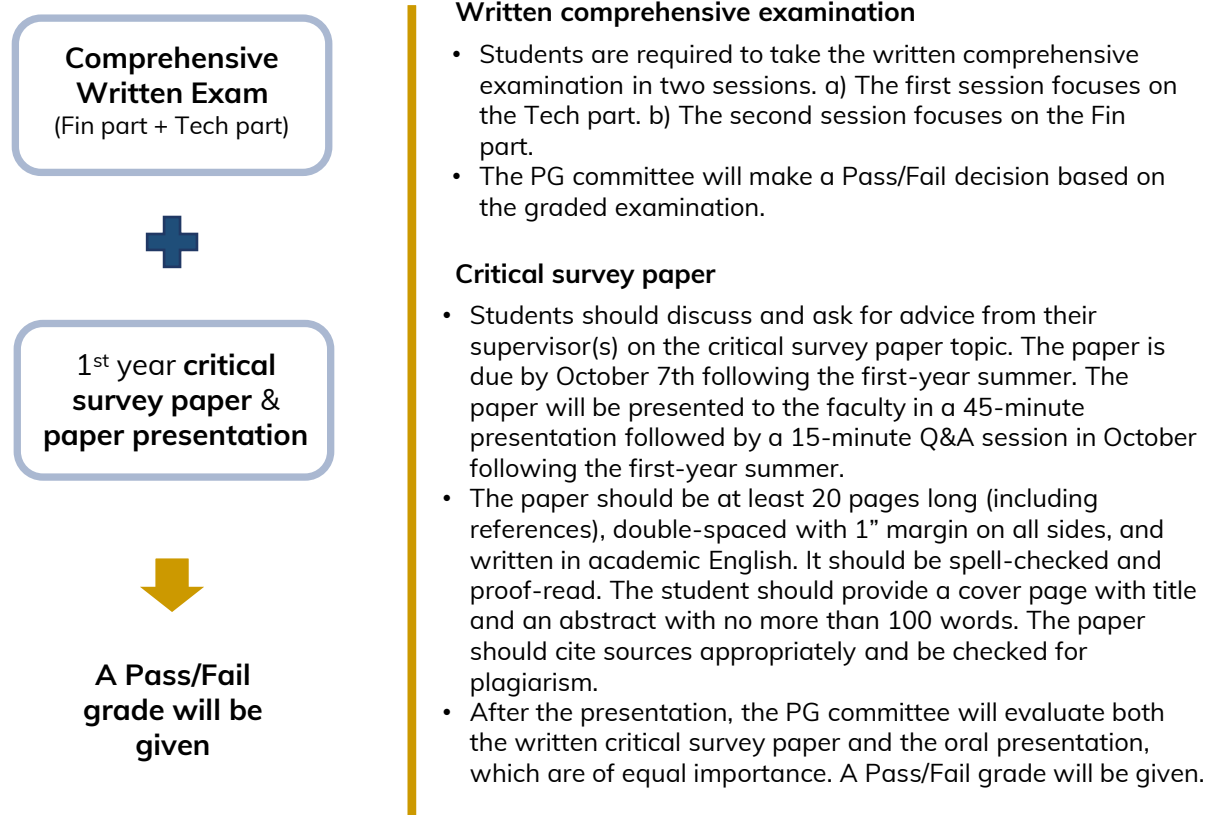 Comprehensive
Written Exam
(Fin part + Tech part)
1st year critical
survey paper &
paper presentation
A Pass/Fail
grade will be
given
Written comprehensive examination
• Students are required to take the written comprehensive
examination in two sessions. a) The first session focuses on
the Tech part. b) The second session focuses on the Fin
part.
• The PG committee will make a Pass/Fail decision based on
the graded examination.
Critical survey paper
• Students should discuss and ask for advice from their
supervisor(s) on the critical survey paper topic. The paper is
due by October 7th following the first-year summer. The
paper will be presented to the faculty in a 45-minute
presentation followed by a 15-minute Q&A session in October
following the first-year summer.
• The paper should be at least 20 pages long (including
references), double-spaced with 1” margin on all sides, and
written in academic English. It should be spell-checked and
proof-read. The student should provide a cover page with title
and an abstract with no more than 100 words. The paper
should cite sources appropriately and be checked for
plagiarism.
• After the presentation, the PG committee will evaluate both
the written critical survey paper and the oral presentation,
which are of equal importance. A Pass/Fail grade will be given.